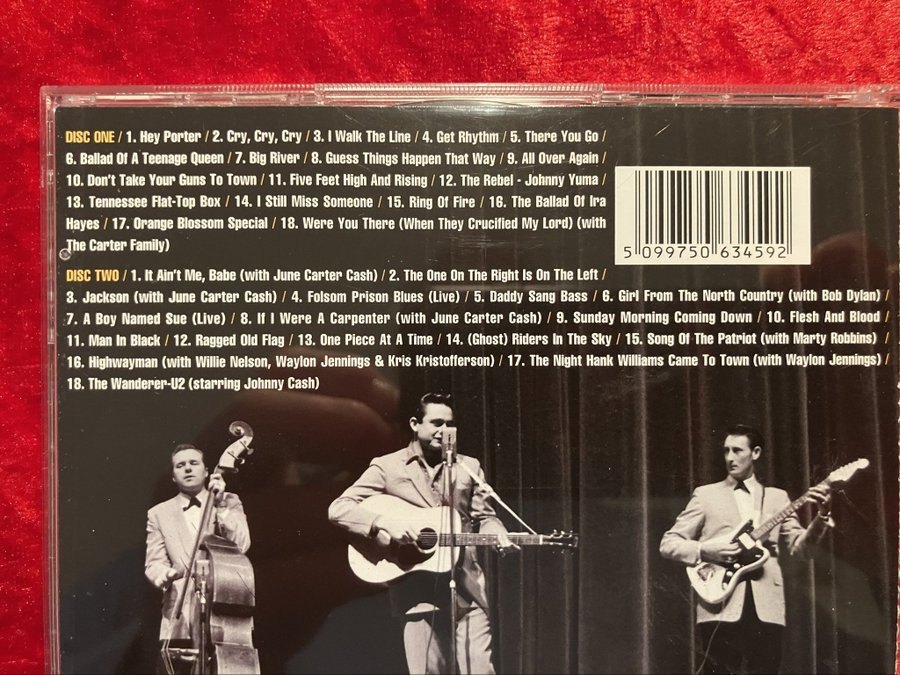 DISC ONE / 1. Hey Porter / 2. Cry, Cry, Cry / 3. I Walk The Line / 4. Get Rhythm / 5. There You Go /
6. Ballad Of A Teenage Queen / 7. Big River / 8. Guess Things Happen That Way / 9. All Over Again /
10. Don't Take Your Guns To Town / 11. Five Feet High And Rising / 12. The Rebel - Johnny Yuma /
13. Tennessee Flat-Top Box / 14. I Still Miss Someone / 15. Ring Of Fire / 16. The Ballad Of Ira
Hayes / 17. Orange Blossom Special / 18. Were You There (When They Crucified My Lord) (with
The Carter Family)
5 099750 634592
DISC TWO / 1. It Ain't Me, Babe (with June Carter Cash) / 2. The One On The Right Is On The Left /
3. Jackson (with June Carter Cash) / 4. Folsom Prison Blues (Live) / 5. Daddy Sang Bass / 6. Girl From The North Country (with Bob Dylan) /
7. A Boy Named Sue (Live) / 8. If I Were A Carpenter (with June Carter Cash) / 9. Sunday Morning Coming Down / 10. Flesh And Blood /
11. Man In Black / 12. Ragged Old Flag / 13. One Piece At A Time / 14. (Ghost) Riders In The Sky / 15. Song Of The Patriot (with Marty Robbins) /
16. Highwayman (with Willie Nelson, Waylon Jennings & Kris Kristofferson) / 17. The Night Hank Williams Came To Town (with Waylon Jennings) /
18. The Wanderer-U2 (starring Johnny Cash)